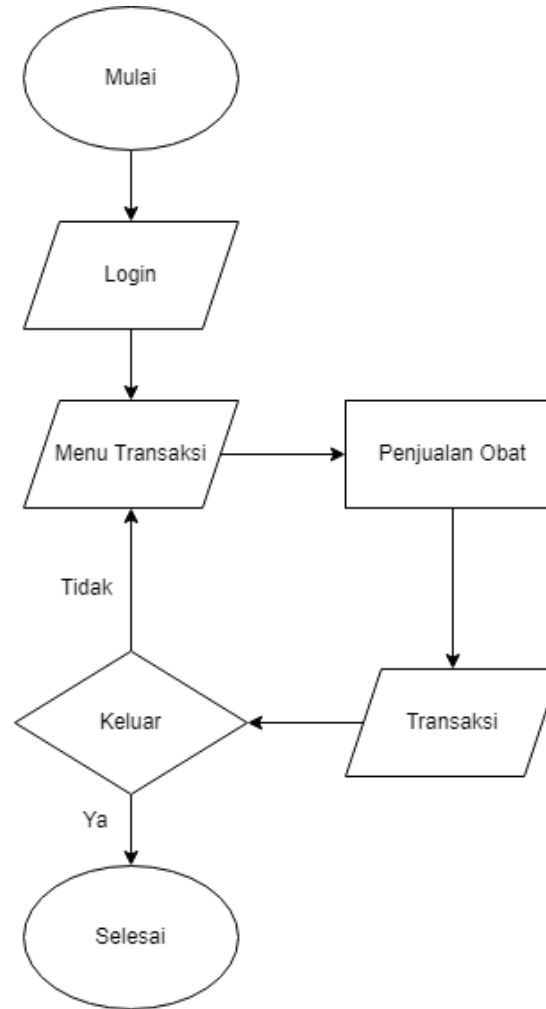 Mulai
Login
Menu Transaksi
Penjualan Obat
Tidak
Keluar
Transaksi
Ya
Selesai